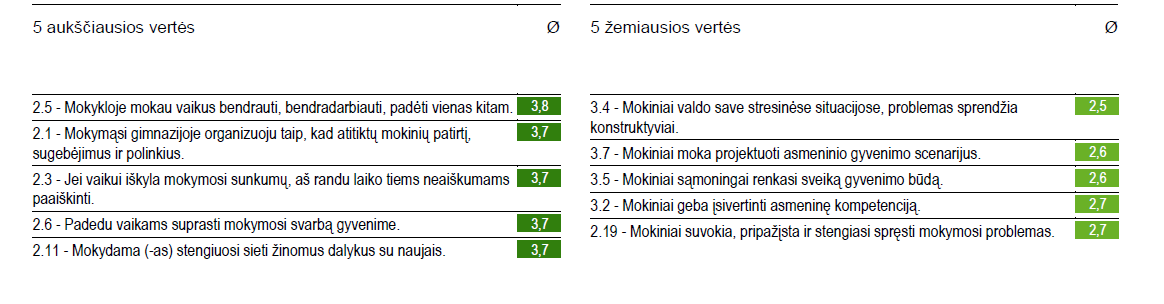 5 aukščiausios vertės Ø
2.5 - Mokykloje mokau vaikus bendrauti, bendradarbiauti, padėti vienas kitam. 3,8
2.1 - Mokymąsi gimnazijoje organizuoju taip, kad atitiktų mokinių patirtį, 3,7
sugebėjimus ir polinkius.
2.3 - Jei vaikui iškyla mokymosi sunkumų, aš randu laiko tiems neaiškumams 3,7
paaiškinti.
2.6 - Padedu vaikams suprasti mokymosi svarbą gyvenime. 3,7
2.11 - Mokydama (-as) stengiuosi sieti žinomus dalykus su naujais. 3,7
5 žemiausios vertės Ø
3.4 - Mokiniai valdo save stresinėse situacijose, problemas sprendžia 2,5
konstruktyviai.
3.7 - Mokiniai moka projektuoti asmeninio gyvenimo scenarijus. 2,6
3.5 - Mokiniai sąmoningai renkasi sveiką gyvenimo būdą. 2,6
3.2 - Mokiniai geba įsivertinti asmeninę kompetenciją. 2,7
2.19 - Mokiniai suvokia, pripažįsta ir stengiasi spręsti mokymosi problemas. 2,7